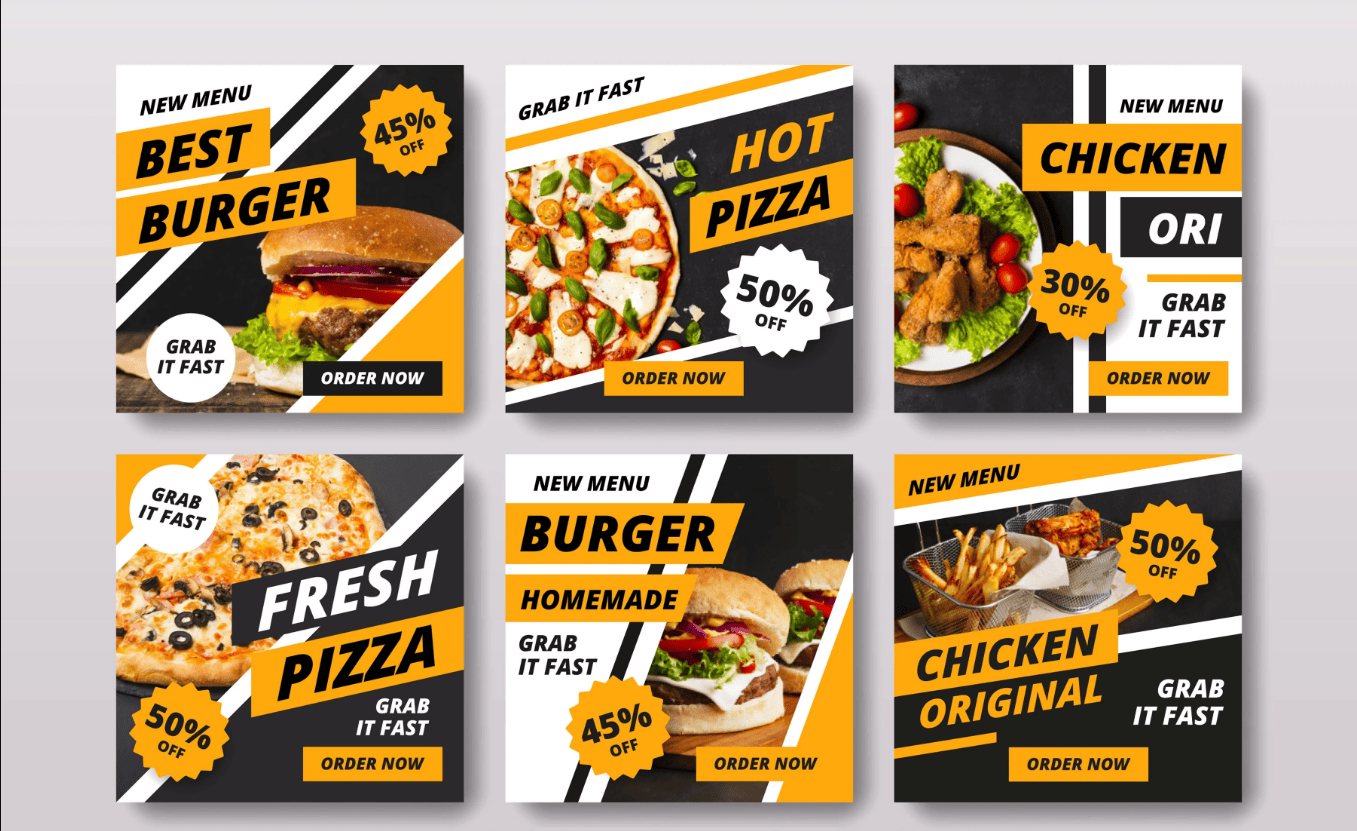 NEW MENU
BEST
BURGER
45%
OFF
GRAB
IT FAST
ORDER NOW
GRAB IT FAST
HOT
PIZZA
50%
OFF
ORDER NOW
NEW MENU
CHICKEN
ORI
30%
OFF
GRAB
IT FAST
ORDER NOW
GRAB
IT FAST
FRESH
PIZZA
50%
OFF
GRAB
IT FAST
ORDER NOW
NEW MENU
BURGER
HOMEMADE
GRAB
IT FAST
45%
OFF
ORDER NOW
NEW MENU
50%
OFF
CHICKEN
ORIGINAL
GRAB
IT FAST
ORDER NOW